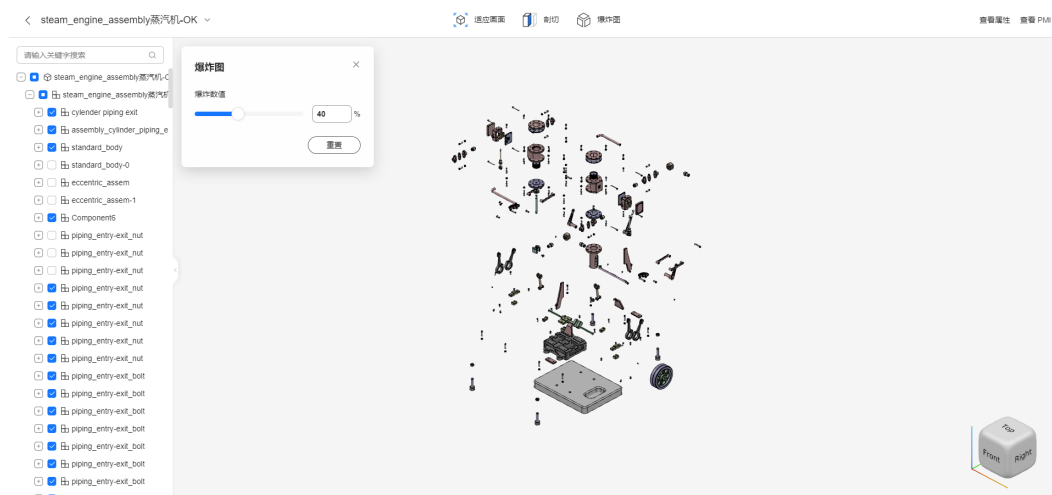 steam_engine_assembly蒸汽机-OK
适应画面
剖切
爆炸图
查看属性
查看 PMI
请输入关键字搜索
steam_engine_assembly蒸汽机-O
steam_engine_assembly蒸汽机
cylender piping exit
assembly_cylinder_piping_e
standard_body
standard_body-0
eccentric_assem
eccentric_assem-1
Component6
piping_entry-exit_nut
piping_entry-exit_nut
piping_entry-exit_nut
piping_entry-exit_nut
piping_entry-exit_nut
piping_entry-exit_nut
piping_entry-exit_nut
piping_entry-exit_nut
piping_entry-exit_bolt
piping_entry-exit_bolt
piping_entry-exit_bolt
piping_entry-exit_bolt
piping_entry-exit_bolt
piping_entry-exit_bolt
piping_entry-exit_bolt
爆炸图
爆炸数值
40 %
重置
Top
Front
Right